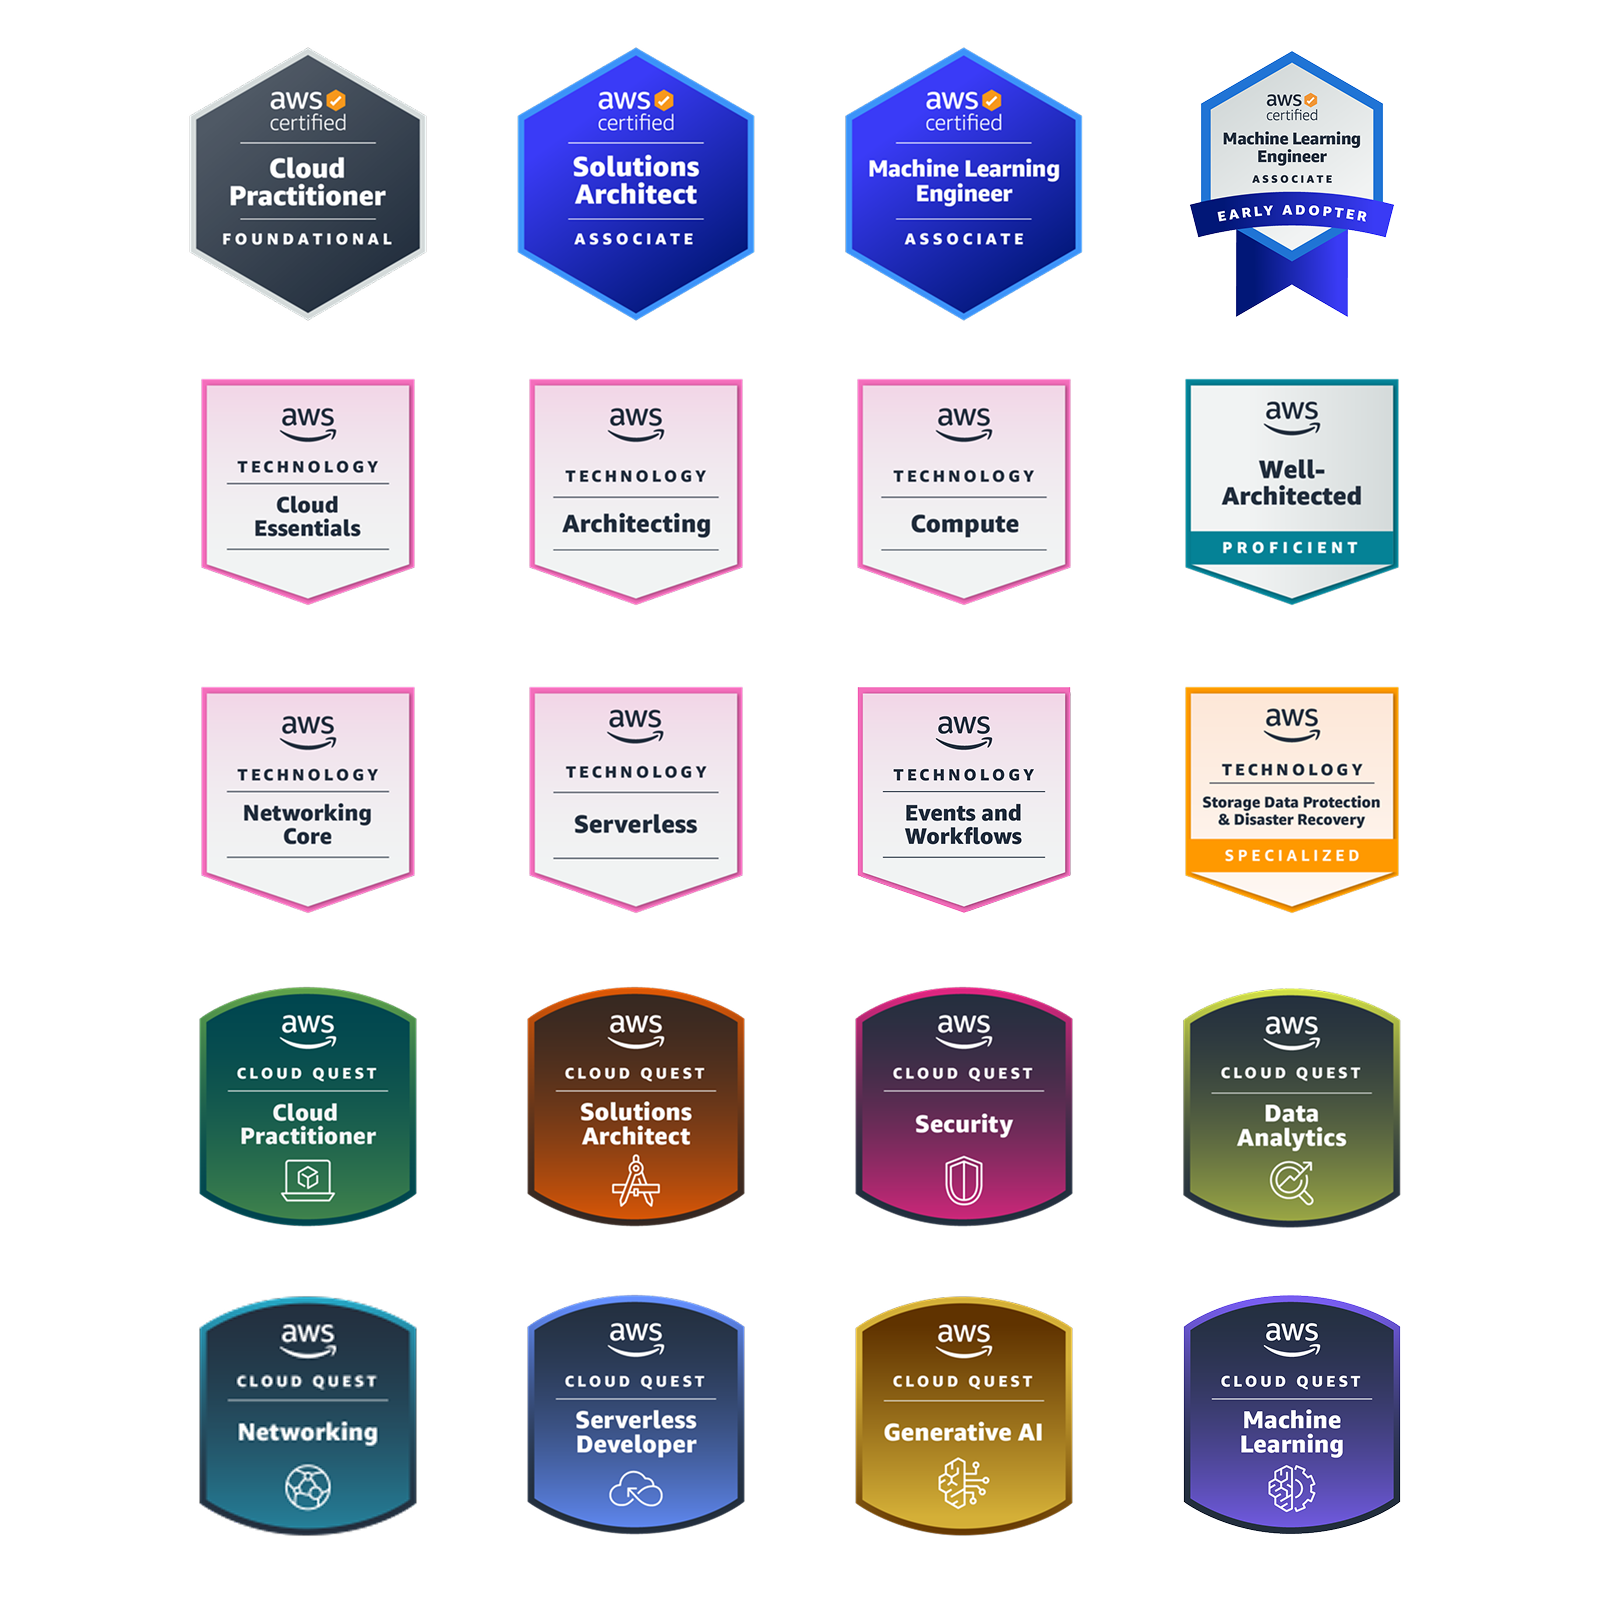 aws
certified
Cloud
Practitioner
FOUNDATIONAL
aws
certified
Solutions
Architect
ASSOCIATE
aws
certified
Machine Learning
Engineer
ASSOCIATE
aws
certified
Machine Learning
Engineer
ASSOCIATE
EARLY ADOPTER
aws
TECHNOLOGY
Cloud
Essentials
aws
TECHNOLOGY
Architecting
aws
TECHNOLOGY
Compute
aws
Well-
Architected
PROFICIENT
aws
TECHNOLOGY
Networking
Core
aws
TECHNOLOGY
Serverless
aws
TECHNOLOGY
Events and
Workflows
aws
TECHNOLOGY
Storage Data Protection
& Disaster Recovery
SPECIALIZED
aws
CLOUD QUEST
Cloud
Practitioner
aws
CLOUD QUEST
Solutions
Architect
aws
CLOUD QUEST
Security
aws
CLOUD QUEST
Data
Analytics
aws
CLOUD QUEST
Networking
aws
CLOUD QUEST
Serverless
Developer
aws
CLOUD QUEST
Generative AI
aws
CLOUD QUEST
Machine
Learning